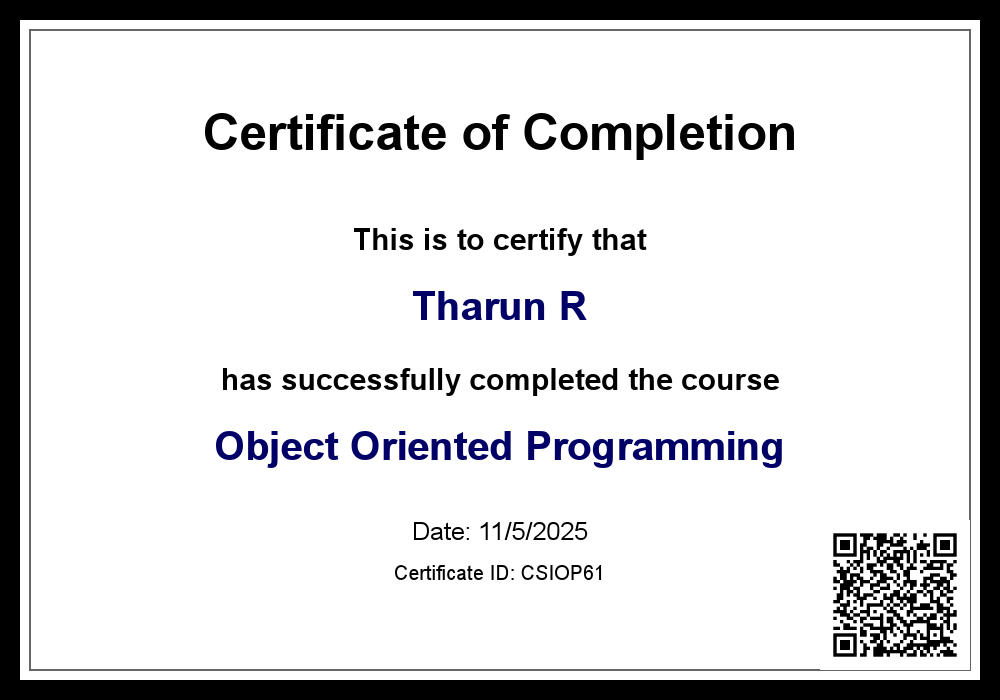 Certificate of Completion
This is to certify that
Tharun R
has successfully completed the course
Object Oriented Programming
Date: 11/5/2025
Certificate ID: CSIOP61